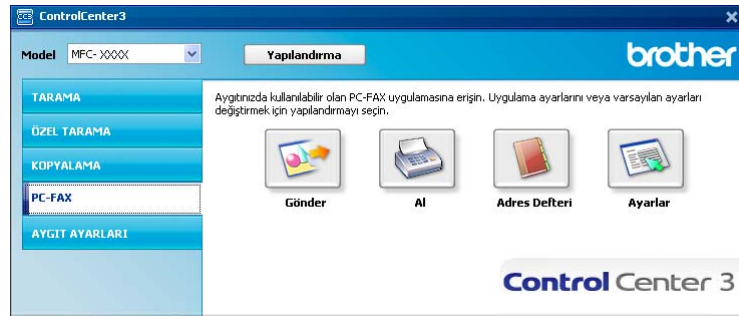 ControlCenter3
Model MFC- XXXX Yapılandırma brother
TARAMA
ÖZEL TARAMA
KOPYALAMA
PC-FAX
AYGIT AYARLARI
Aygıtınızda kullanılabilir olan PC-FAX uygulamasına erişin. Uygulama ayarlarını veya varsayılan ayarları
değiştirmek için yapılandırmayı seçin.
Gönder Al Adres Defteri Ayarlar
Control Center 3